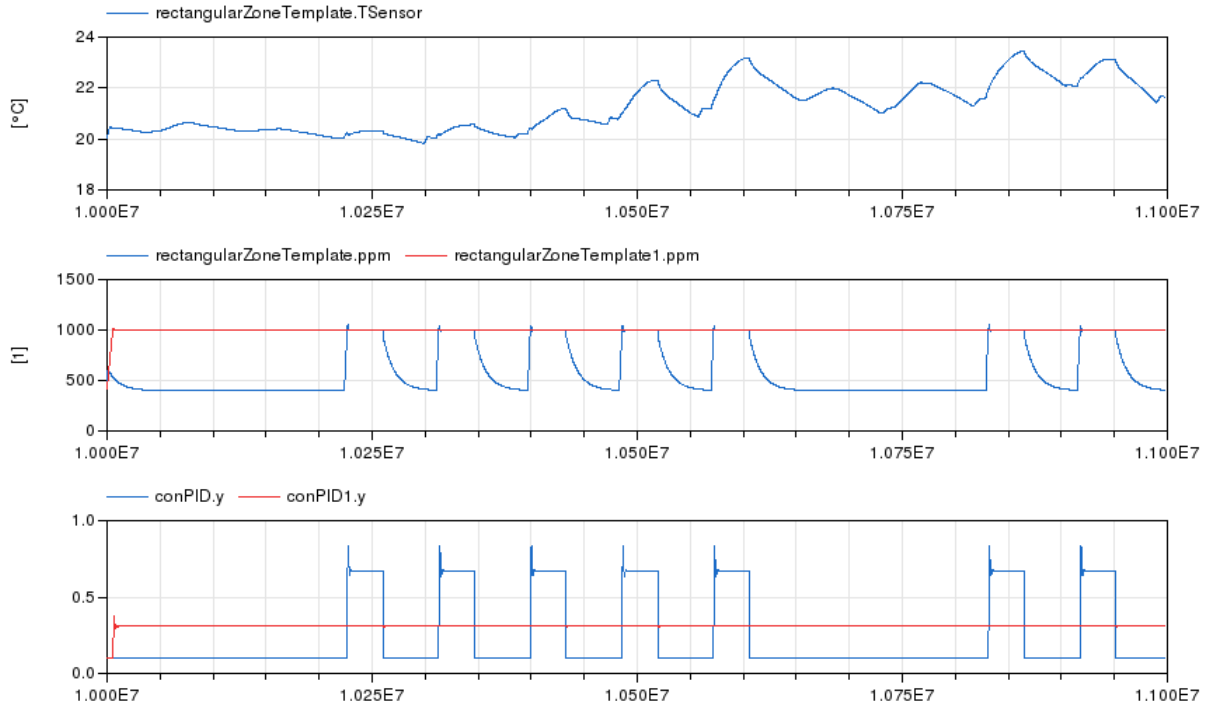 rectangularZoneTemplate.TSensor
24
22
20
18
[°C]
1.000E7 1.025E7 1.050E7 1.075E7 1.100E7
rectangularZoneTemplate.ppm rectangularZoneTemplate1.ppm
1500
1000
500
0
[1]
1.000E7 1.025E7 1.050E7 1.075E7 1.100E7
conPID.y conPID1.y
1.0
0.5
0.0
1.000E7 1.025E7 1.050E7 1.075E7 1.100E7